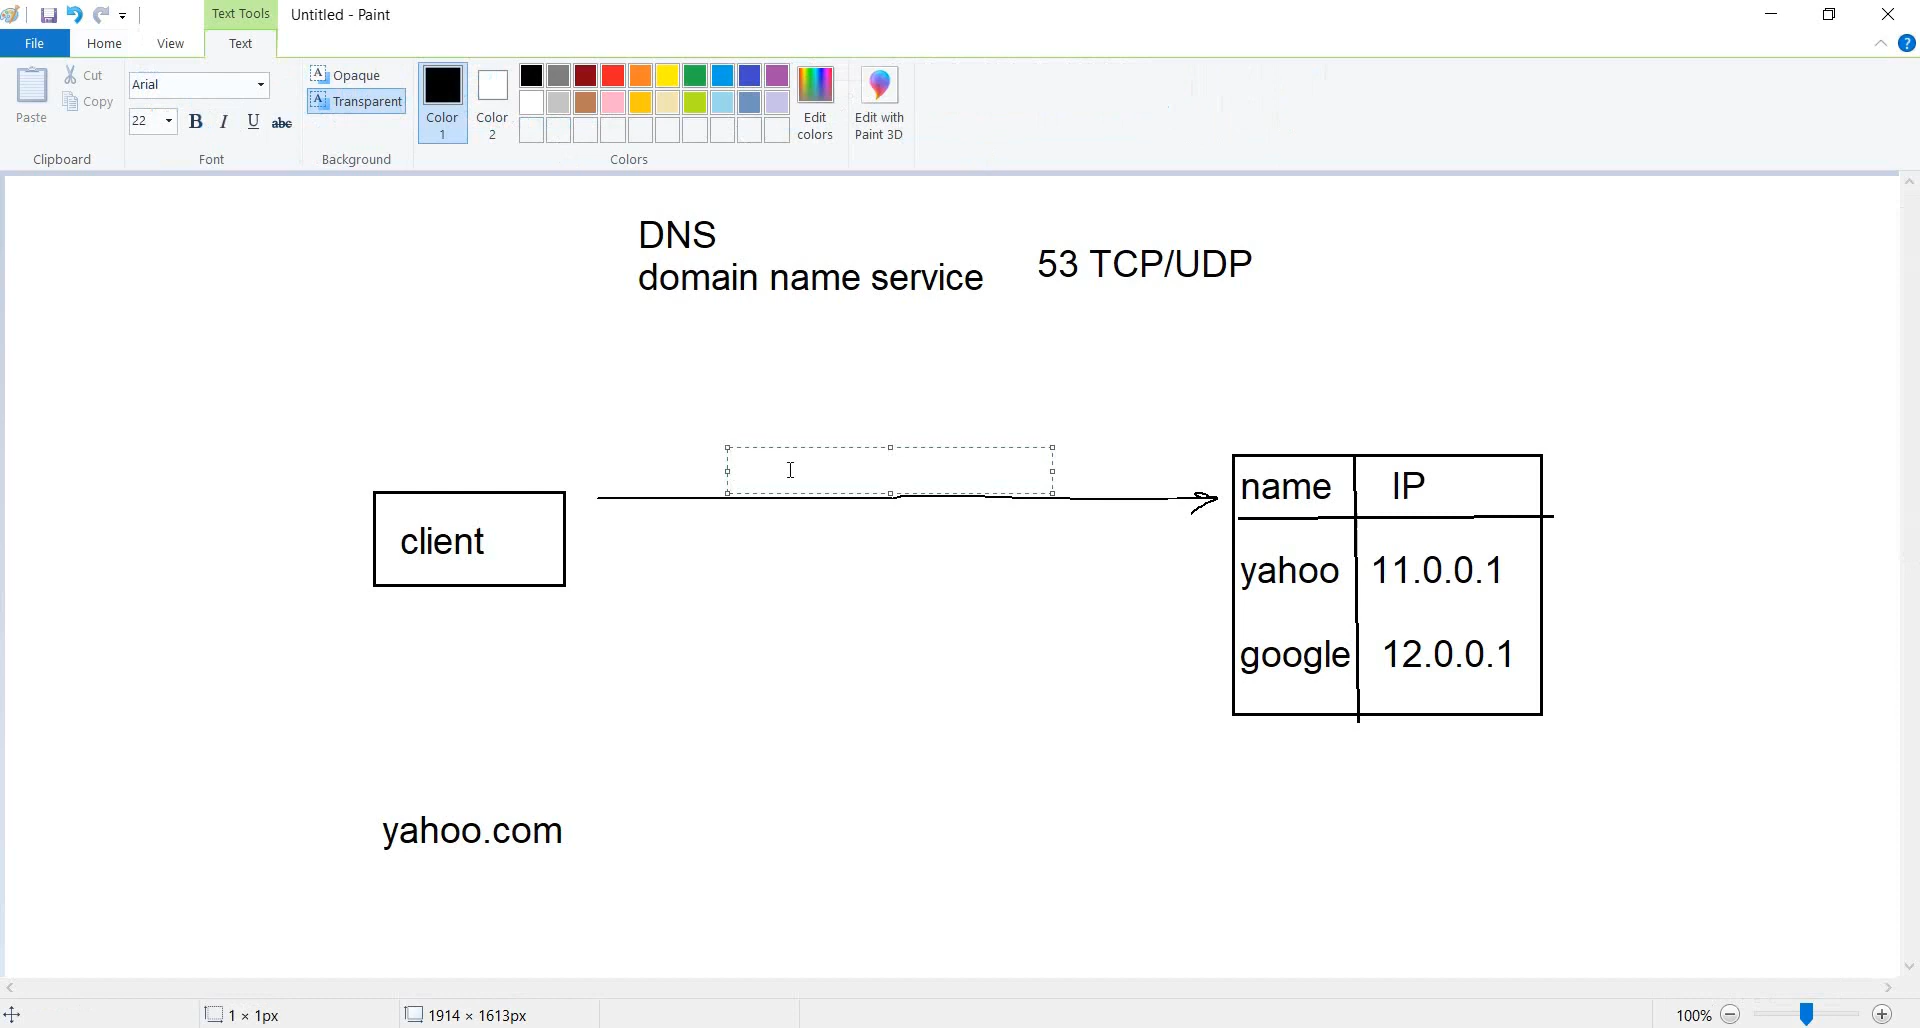 Text Tools
Untitled - Paint
File
Home
View
Text
Paste
Cut
Copy
Clipboard
Arial
22
B I U abc
Font
Opaque
Transparent
Background
Color 1
Color 2
Edit colors
Colors
Edit with Paint 3D
DNS
domain name service
53 TCP/UDP
client
name IP
yahoo 11.0.0.1
google 12.0.0.1
yahoo.com
1 × 1px
1914 × 1613px
100%